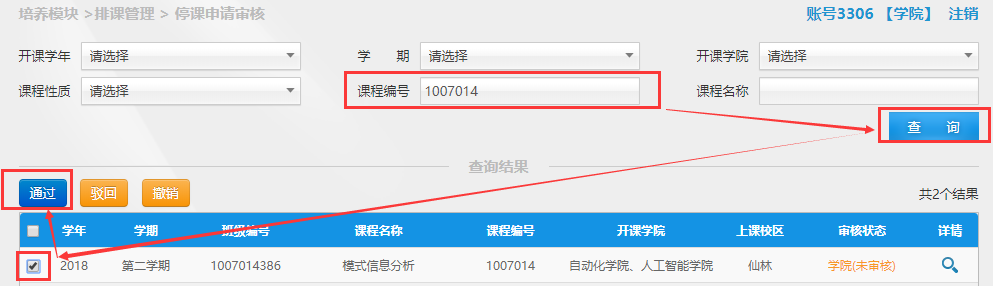 培养模块 >排课管理 > 停课申请审核 账号3306 【学院】 注销
开课学年 请选择 学 期 请选择 开课学院 请选择
课程性质 请选择 课程编号 1007014 课程名称
查 询
查询结果
通过 驳回 撤销 共2个结果
学年 学期 班级编号 课程名称 课程编号 开课学院 上课校区 审核状态 详情
2018 第二学期 1007014386 模式信息分析 1007014 自动化学院、人工智能学院 仙林 学院(未审核)